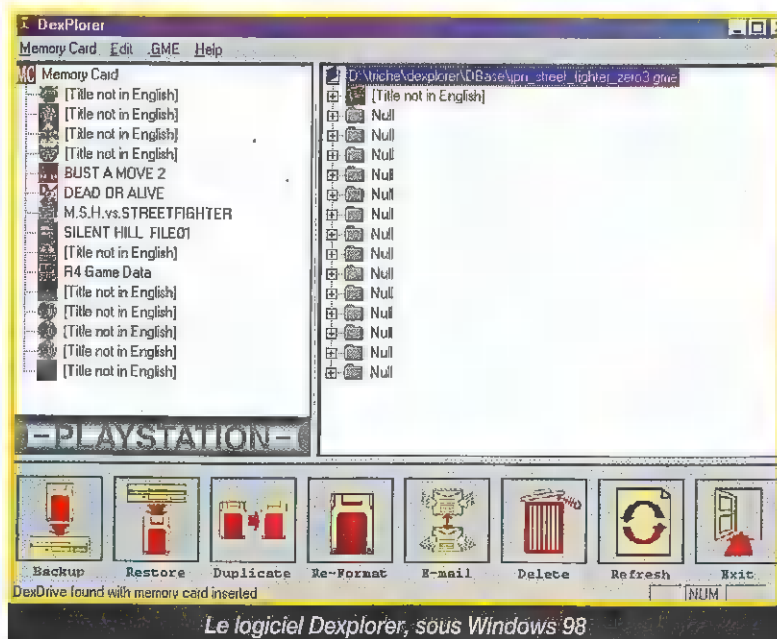 DexPlorer
Memory Card Edit .GME Help
MC Memory Card
[Title not in English]
[Title not in English]
[Title not in English]
[Title not in English]
BUST A MOVE 2
DEAD OR ALIVE
M.S.H.vs.STREETFIGHTER
SILENT HILL FILE01
[Title not in English]
R4 Game Data
[Title not in English]
[Title not in English]
[Title not in English]
[Title not in English]
[Title not in English]
D:\triche\dexplorer\DBase\jpn_street_fighter_zero3.gme
[Title not in English]
Null
Null
Null
Null
Null
Null
Null
Null
Null
Null
Null
Null
Null
Null
-PLAYSTATION-
Backup Restore Duplicate Re-Format E-mail Delete Refresh Exit
DexDrive found with memory card inserted
NUM
Le logiciel Dexplorer, sous Windows 98